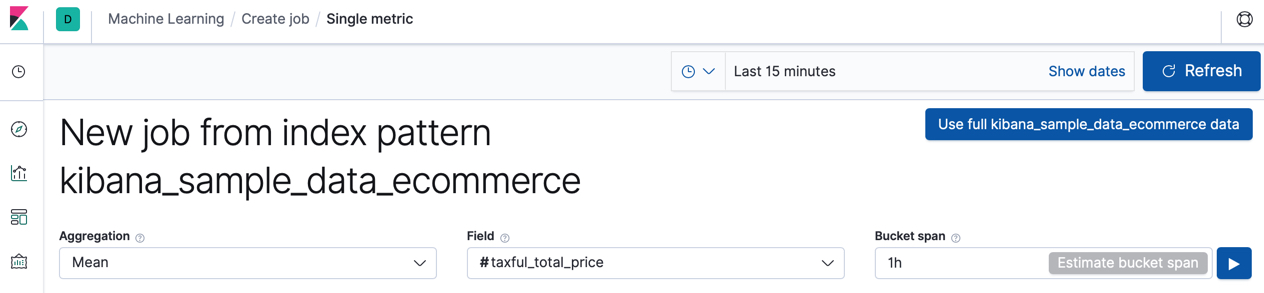 D Machine Learning / Create job / Single metric
Last 15 minutes Show dates Refresh
Use full kibana_sample_data_ecommerce data
New job from index pattern
kibana_sample_data_ecommerce
Aggregation Field Bucket span
Mean # taxful_total_price 1h Estimate bucket span